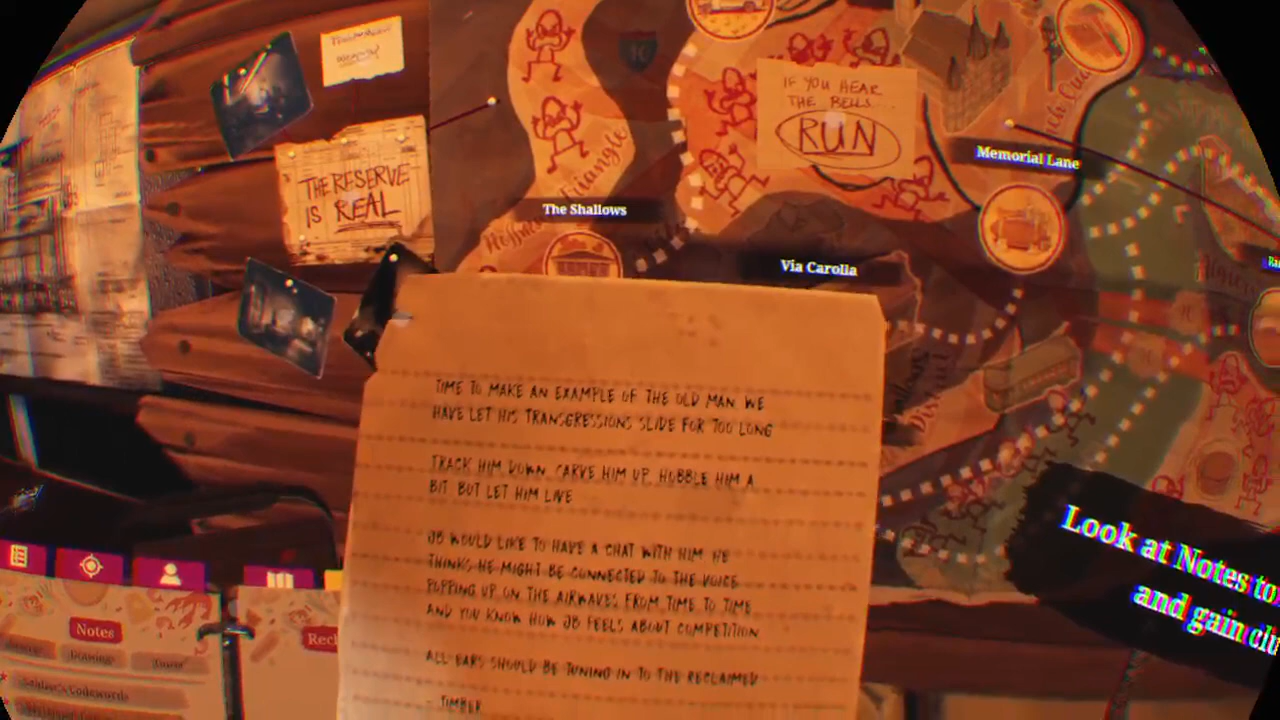 IF YOU HEAR
THE BELLS...
RUN
THE RESERVE
IS REAL
Memorial Lane
The Shallows
Via Carolla
10
TIME TO MAKE AN EXAMPLE OF THE OLD MAN WE
HAVE LET HIS TRANSGRESSIONS SLIDE FOR TOO LONG
TRACK HIM DOWN CARVE HIM UP HOBBLE HIM A
BIT BUT LET HIM LIVE
JB WOULD LIKE TO HAVE A CHAT WITH HIM HE
THINKS HE MIGHT BE CONNECTED TO THE VOICE
POPPING UP ON THE AIRWAVES FROM TIME TO TIME
AND YOU KNOW HOW JB FEELS ABOUT COMPETITION
ALL EARS SHOULD BE TUNING IN TO THE RECLAIMED
- TIMBER
Look at Notes to
and gain clu
Notes
Codewords